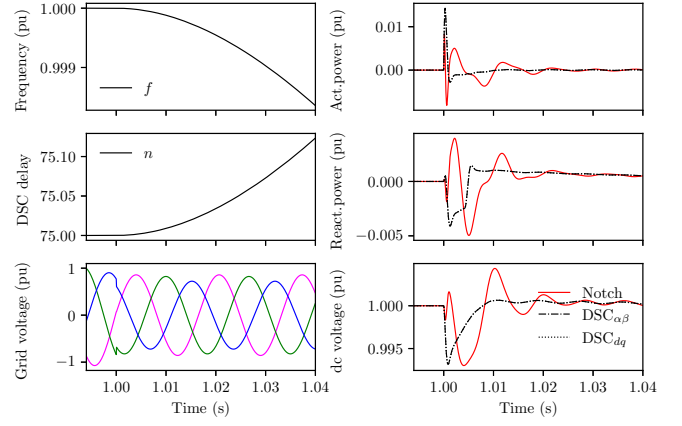 Frequency (pu)
1.000
0.999
f
DSC delay
75.10
75.05
75.00
n
Grid voltage (pu)
1
0
−1
1.00 1.01 1.02 1.03 1.04
Time (s)
Act.power (pu)
0.01
0.00
React.power (pu)
0.000
−0.005
dc voltage (pu)
1.000
0.995
Notch
DSCαβ
DSCdq
1.00 1.01 1.02 1.03 1.04
Time (s)